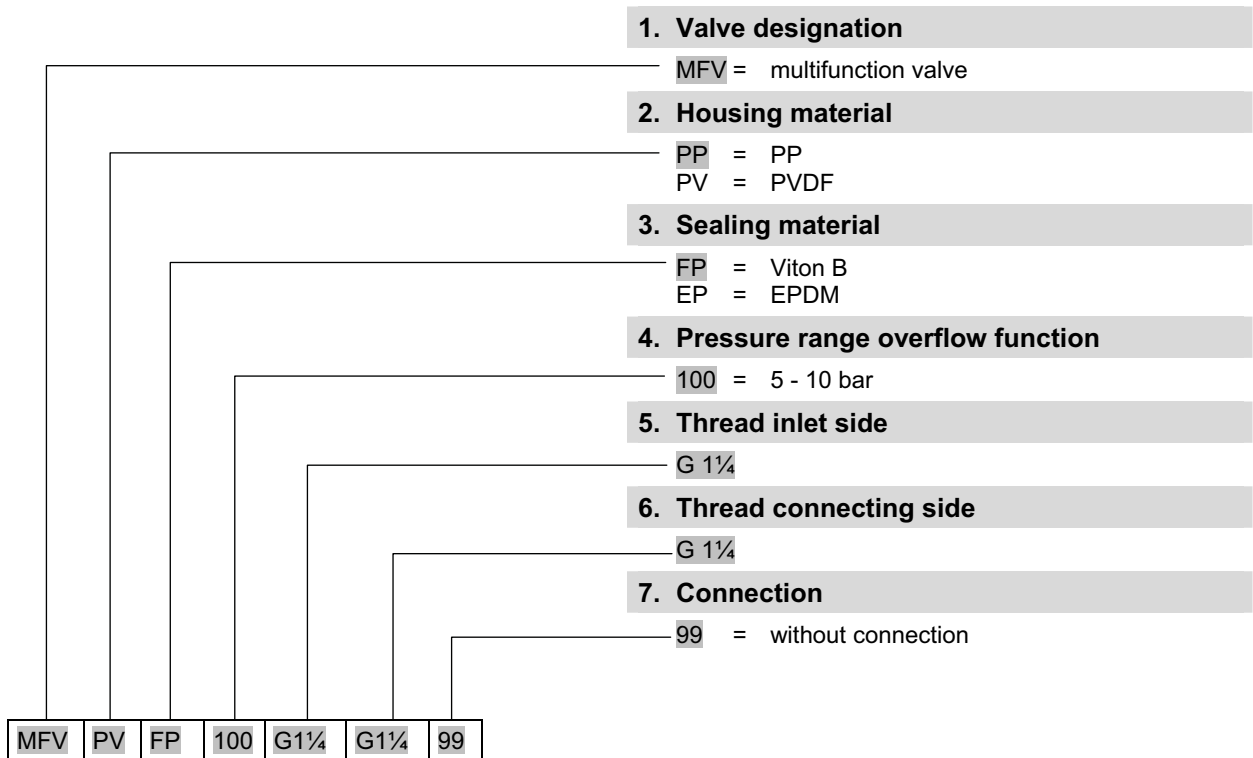 1. Valve designation
MFV = multifunction valve
2. Housing material
PP = PP
PV = PVDF
3. Sealing material
FP = Viton B
EP = EPDM
4. Pressure range overflow function
100 = 5 - 10 bar
5. Thread inlet side
G 1¼
6. Thread connecting side
G 1¼
7. Connection
99 = without connection
MFV PV FP 100 G1¼ G1¼ 99